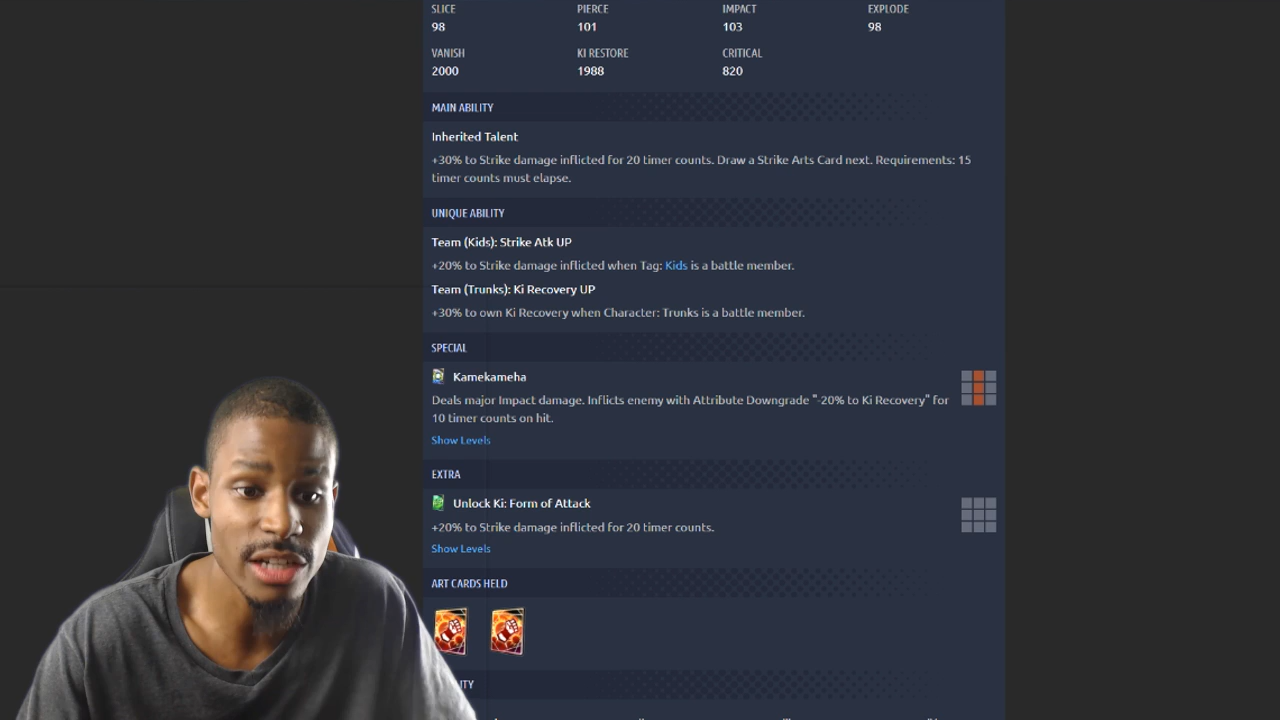 SLICE PIERCE IMPACT EXPLODE
98 101 103 98
VANISH KI RESTORE CRITICAL
2000 1988 820
MAIN ABILITY
Inherited Talent
+30% to Strike damage inflicted for 20 timer counts. Draw a Strike Arts Card next. Requirements: 15
timer counts must elapse.
UNIQUE ABILITY
Team (Kids): Strike Atk UP
+20% to Strike damage inflicted when Tag: Kids is a battle member.
Team (Trunks): Ki Recovery UP
+30% to own Ki Recovery when Character: Trunks is a battle member.
SPECIAL
Kamekameha
Deals major Impact damage. Inflicts enemy with Attribute Downgrade "-20% to Ki Recovery" for
10 timer counts on hit.
Show Levels
EXTRA
Unlock Ki: Form of Attack
+20% to Strike damage inflicted for 20 timer counts.
Show Levels
ART CARDS HELD